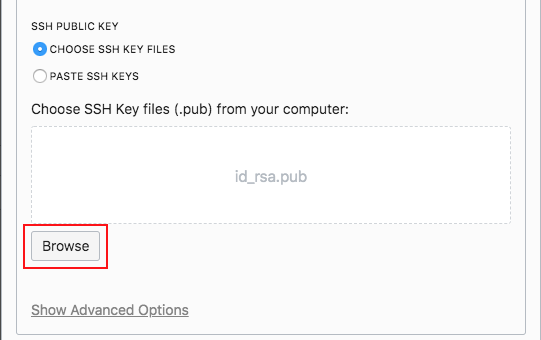 SSH PUBLIC KEY
CHOOSE SSH KEY FILES
PASTE SSH KEYS
Choose SSH Key files (.pub) from your computer:
id_rsa.pub
Browse
Show Advanced Options